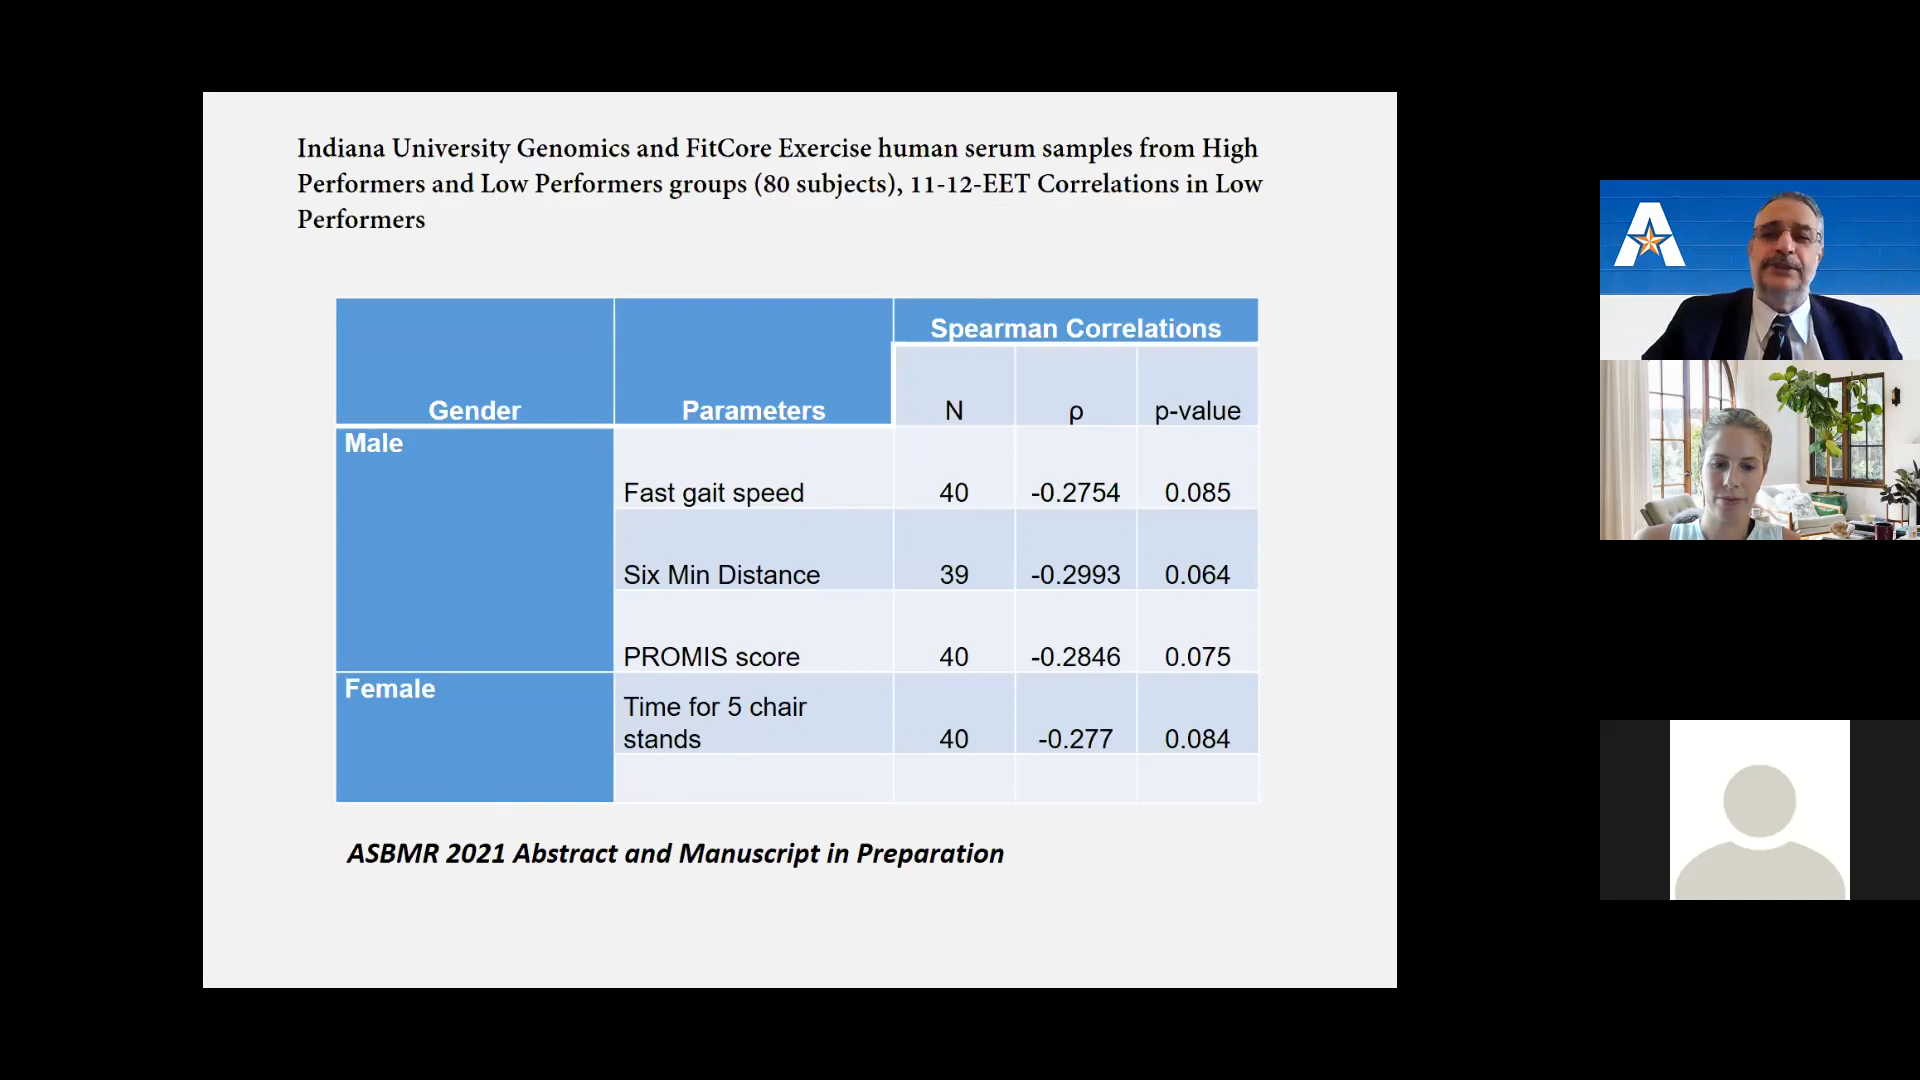 Indiana University Genomics and FitCore Exercise human serum samples from High
Performers and Low Performers groups (80 subjects), 11-12-EET Correlations in Low
Performers
Gender Parameters Spearman Correlations
N ρ p-value
Male
Fast gait speed 40 -0.2754 0.085
Six Min Distance 39 -0.2993 0.064
PROMIS score 40 -0.2846 0.075
Female
Time for 5 chair
stands 40 -0.277 0.084
ASBMR 2021 Abstract and Manuscript in Preparation
A